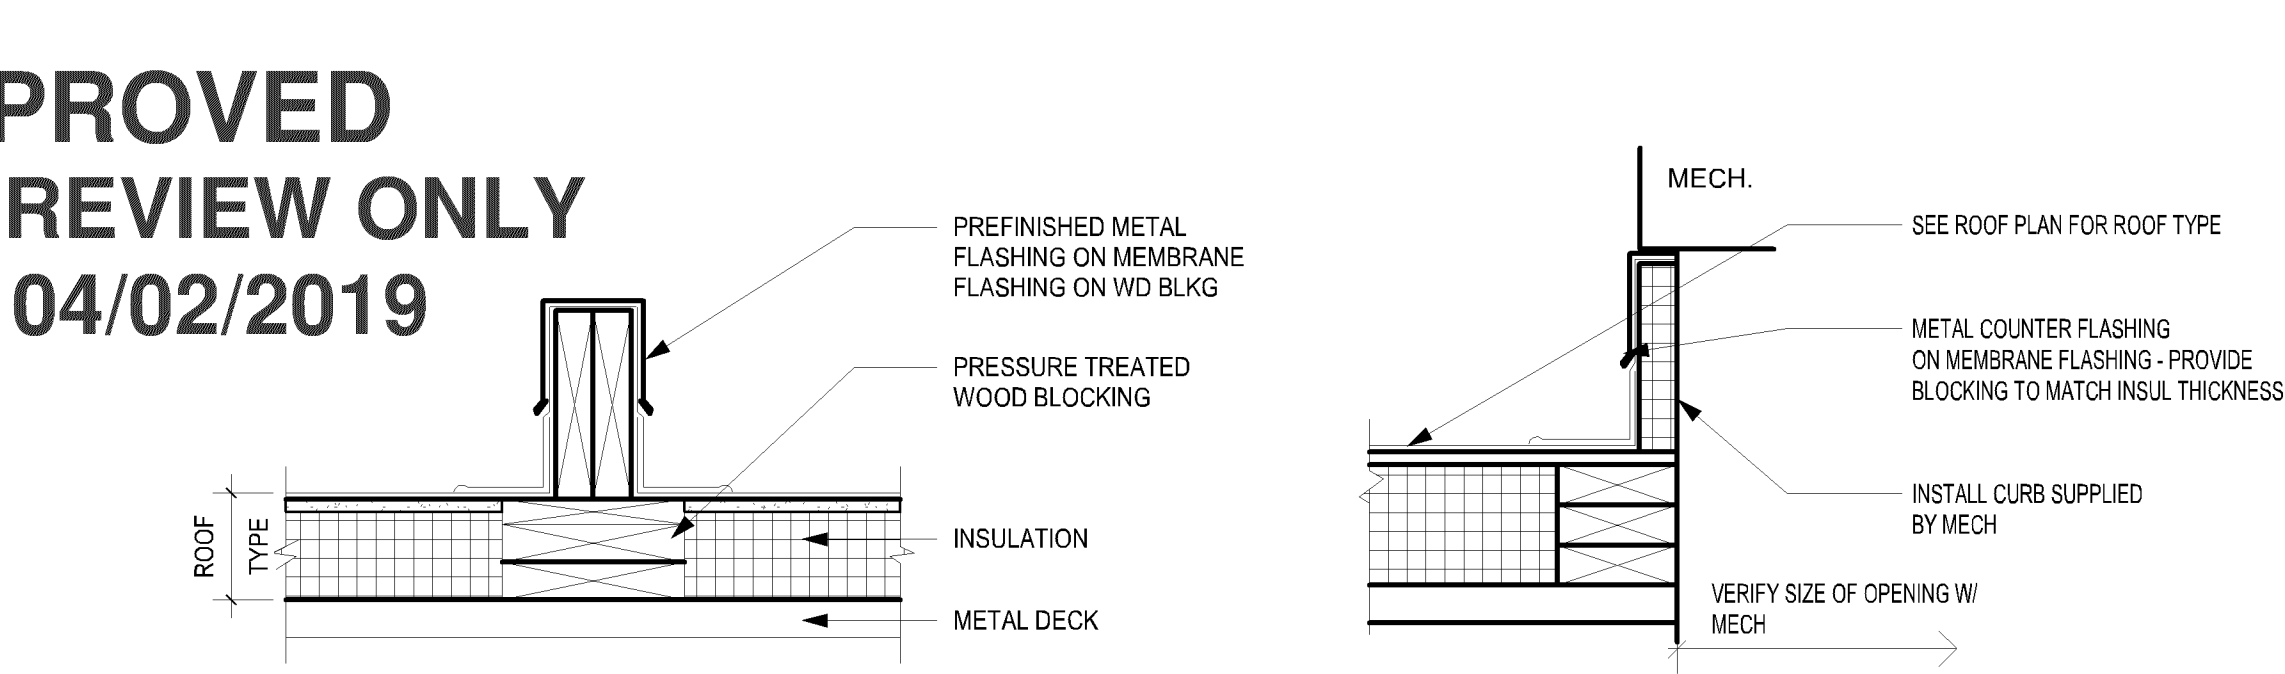 PROVED
REVIEW ONLY
04/02/2019
PREFINISHED METAL
FLASHING ON MEMBRANE
FLASHING ON WD BLKG
PRESSURE TREATED
WOOD BLOCKING
INSULATION
METAL DECK
ROOF
TYPE
MECH.
SEE ROOF PLAN FOR ROOF TYPE
METAL COUNTER FLASHING
ON MEMBRANE FLASHING - PROVIDE
BLOCKING TO MATCH INSUL THICKNESS
INSTALL CURB SUPPLIED
BY MECH
VERIFY SIZE OF OPENING W/
MECH